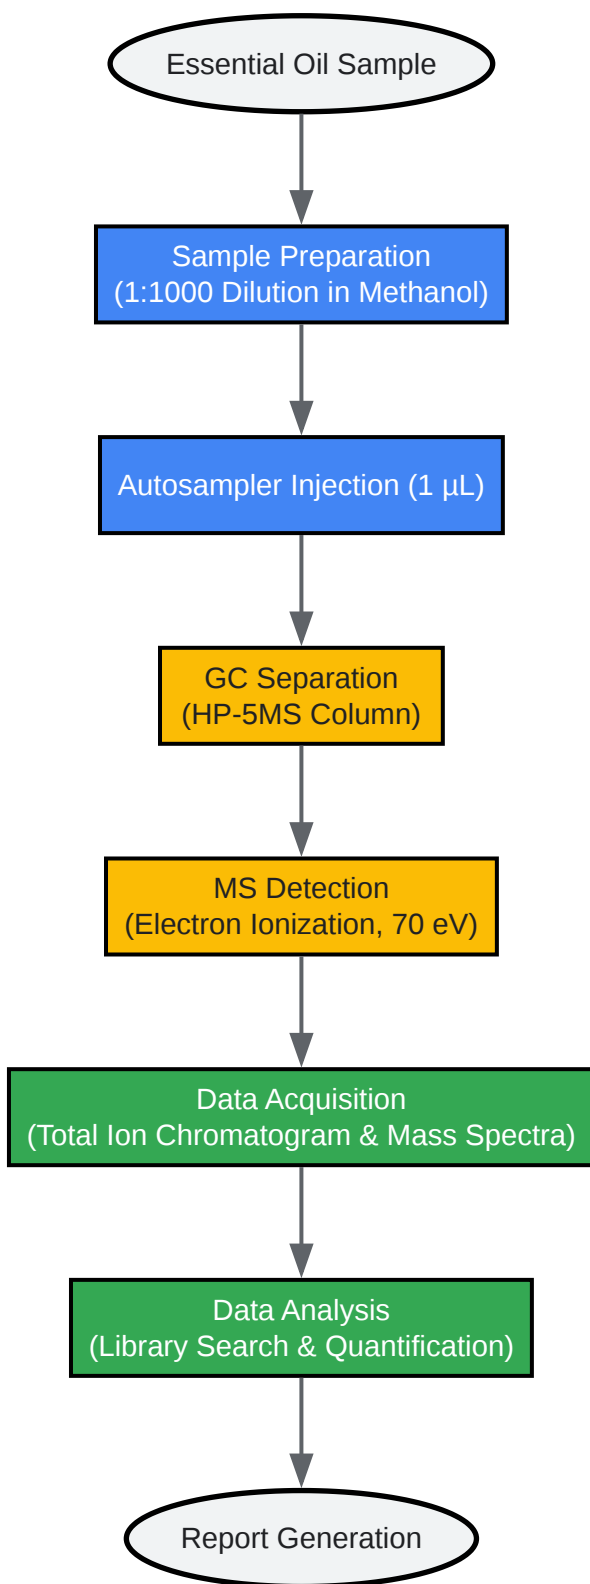 Essential Oil Sample
Sample Preparation
(1:1000 Dilution in Methanol)
Autosampler Injection (1 µL)
GC Separation
(HP-5MS Column)
MS Detection
(Electron Ionization, 70 eV)
Data Acquisition
(Total Ion Chromatogram & Mass Spectra)
Data Analysis
(Library Search & Quantification)
Report Generation